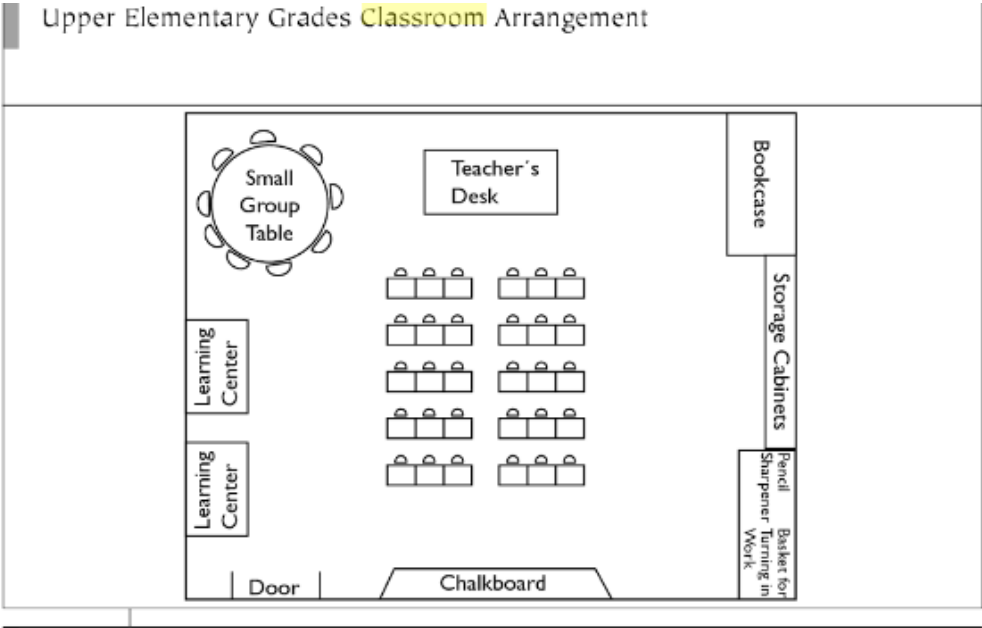 Upper Elementary Grades Classroom Arrangement
Small
Group
Table
Teacher´s
Desk
Bookcase
Storage Cabinets
Learning
Center
Learning
Center
Pencil Basket for
Sharpener Turning in
Work
Door
Chalkboard